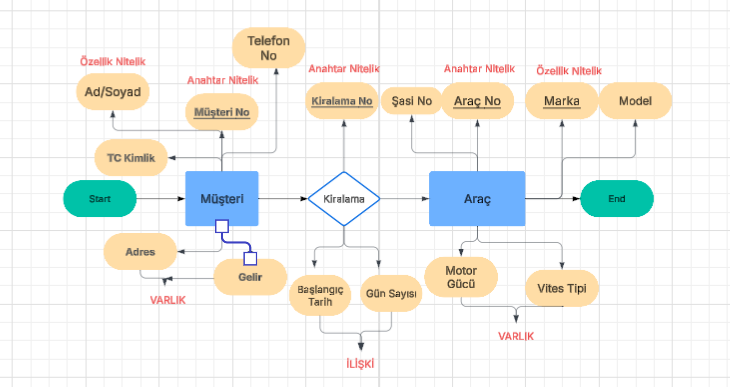 Telefon
No
Özellik Nitelik
Anahtar Nitelik
Anahtar Nitelik
Anahtar Nitelik
Özellik Nitelik
Ad/Soyad
Müşteri No
Kiralama No
Şasi No
Araç No
Marka
Model
TC Kimlik
Start
Müşteri
Kiralama
Araç
End
Adres
Gelir
Başlangıç
Tarih
Gün Sayısı
Motor
Gücü
Vites Tipi
VARLIK
İLİŞKİ
VARLIK